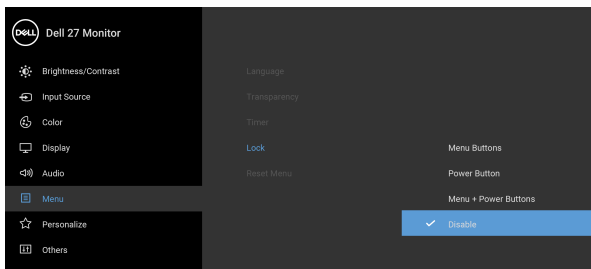 DELL Dell 27 Monitor
Brightness/Contrast
Input Source
Color
Display
Audio
Menu
Personalize
Others
Language
Transparency
Timer
Lock
Reset Menu
Menu Buttons
Power Button
Menu + Power Buttons
Disable